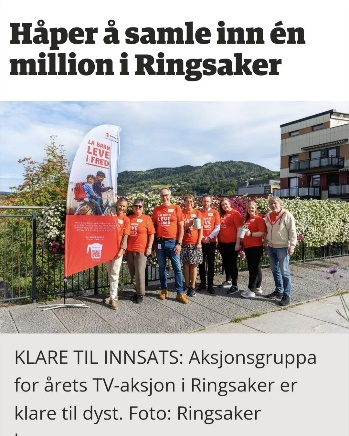 Håper å samle inn én
million i Ringsaker
LA BARN
LEVE
I FRED
KLARE TIL INNSATS: Aksjonsgruppa
for årets TV-aksjon i Ringsaker er
klare til dyst. Foto: Ringsaker